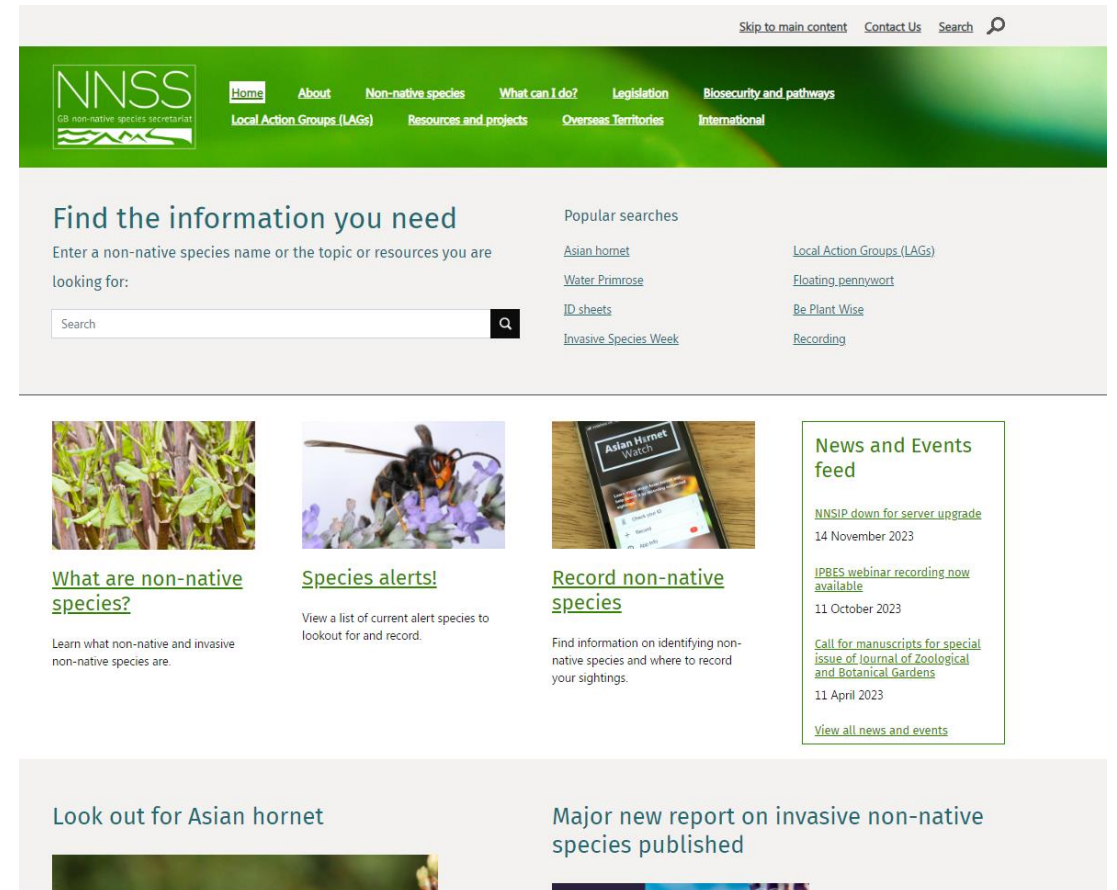 Skip to main content Contact Us Search
NNSS
GB non-native species secretariat
Home About Non-native species What can I do? Legislation Biosecurity and pathways
Local Action Groups (LAGs) Resources and projects Overseas Territories International
Find the information you need
Enter a non-native species name or the topic or resources you are
looking for:
Search
Popular searches
Asian hornet
Water Primrose
ID sheets
Invasive Species Week
Local Action Groups (LAGs)
Floating pennywort
Be Plant Wise
Recording
What are non-native
species?
Learn what non-native and invasive
non-native species are.
Species alerts!
View a list of current alert species to
lookout for and record.
Asian Hornet
Watch
Check your ID
Record
App Info
Record non-native
species
Find information on identifying non-
native species and where to record
your sightings.
News and Events
feed
NNSIP down for server upgrade
14 November 2023
IPBES webinar recording now
available
11 October 2023
Call for manuscripts for special
issue of Journal of Zoological
and Botanical Gardens
11 April 2023
View all news and events
Look out for Asian hornet
Major new report on invasive non-native
species published